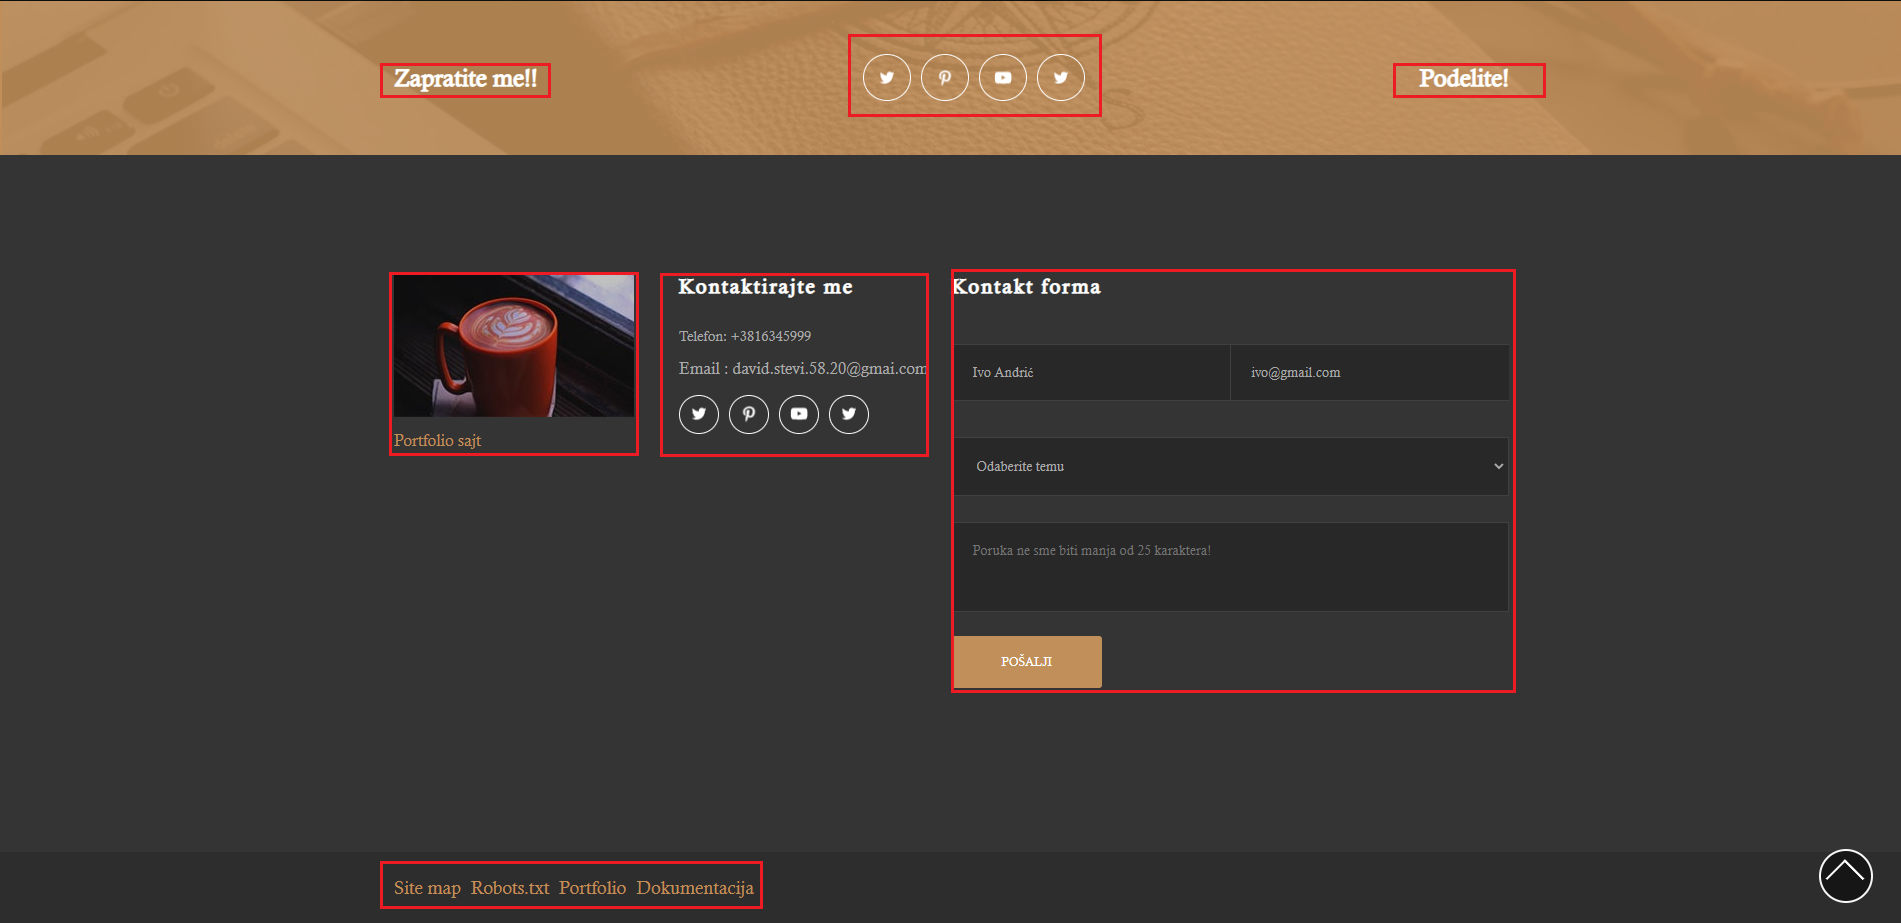 Zapratite me!!
Podelite!
Portfolio sajt
Kontaktirajte me
Telefon: +3816345999
Email : david.stevi.58.20@gmai.com
Kontakt forma
Ivo Andrić
ivo@gmail.com
Odaberite temu
Poruka ne sme biti manja od 25 karaktera!
POŠALJI
Site map Robots.txt Portfolio Dokumentacija